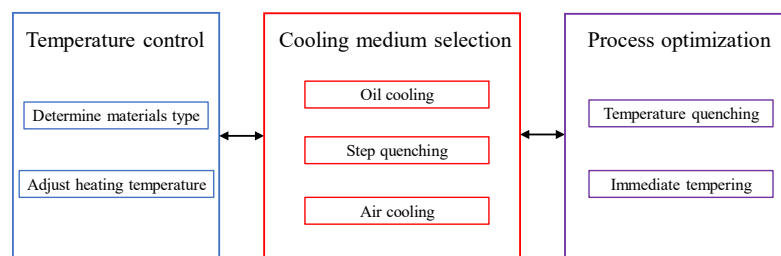 Temperature control
Determine materials type
Adjust heating temperature
Cooling medium selection
Oil cooling
Step quenching
Air cooling
Process optimization
Temperature quenching
Immediate tempering